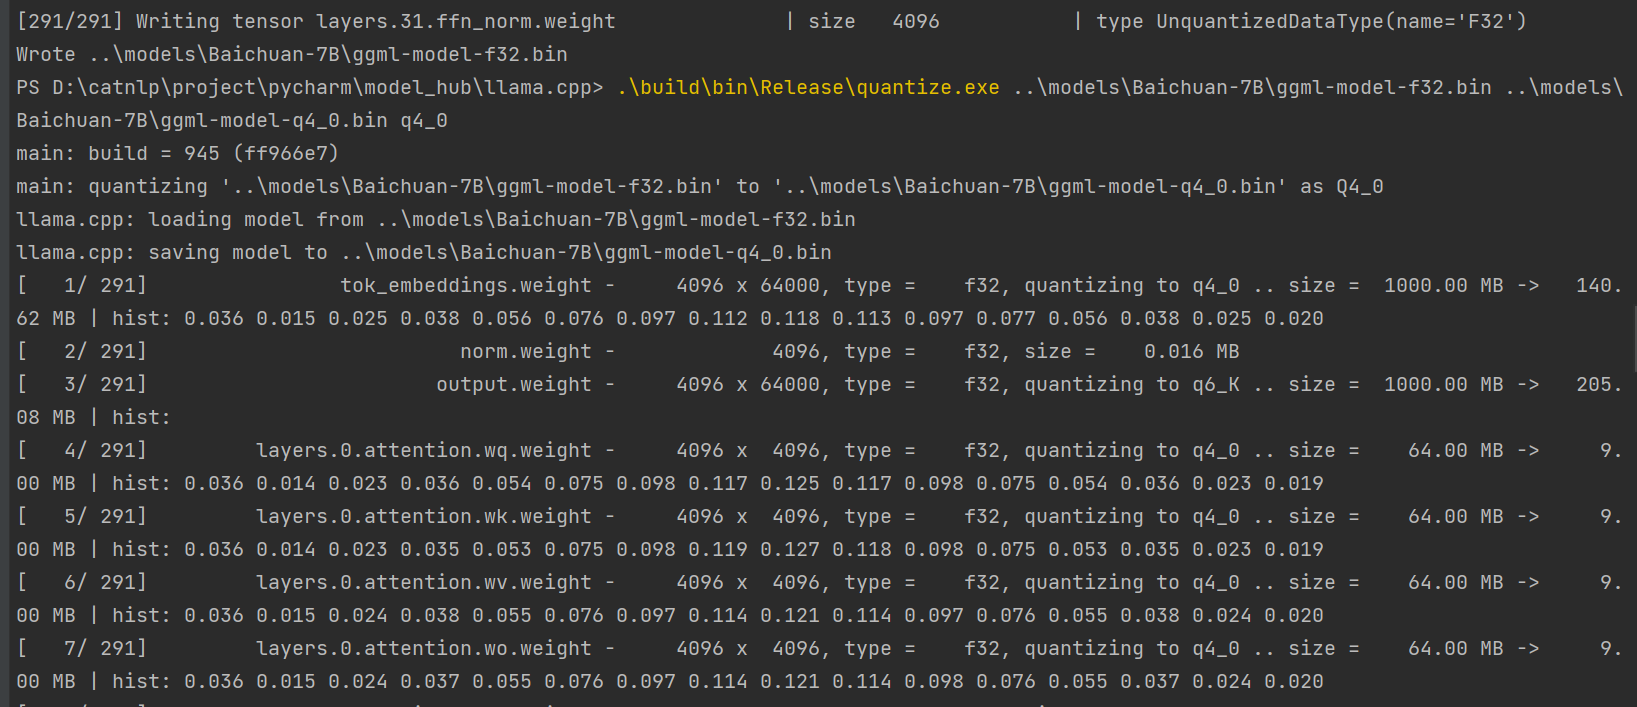 [291/291] Writing tensor layers.31.ffn_norm.weight | size 4096 | type UnquantizedDataType(name='F32')
Wrote ..\models\Baichuan-7B\ggml-model-f32.bin
PS D:\catnlp\project\pycharm\model_hub\llama.cpp> .\build\bin\Release\quantize.exe ..\models\Baichuan-7B\ggml-model-f32.bin ..\models\
Baichuan-7B\ggml-model-q4_0.bin q4_0
main: build = 945 (ff966e7)
main: quantizing '..\models\Baichuan-7B\ggml-model-f32.bin' to '..\models\Baichuan-7B\ggml-model-q4_0.bin' as Q4_0
llama.cpp: loading model from ..\models\Baichuan-7B\ggml-model-f32.bin
llama.cpp: saving model to ..\models\Baichuan-7B\ggml-model-q4_0.bin
[ 1/ 291] tok_embeddings.weight - 4096 x 64000, type = f32, quantizing to q4_0 .. size = 1000.00 MB -> 140.
62 MB | hist: 0.036 0.015 0.025 0.038 0.056 0.076 0.097 0.112 0.118 0.113 0.097 0.077 0.056 0.038 0.025 0.020
[ 2/ 291] norm.weight - 4096, type = f32, size = 0.016 MB
[ 3/ 291] output.weight - 4096 x 64000, type = f32, quantizing to q6_K .. size = 1000.00 MB -> 205.
08 MB | hist:
[ 4/ 291] layers.0.attention.wq.weight - 4096 x 4096, type = f32, quantizing to q4_0 .. size = 64.00 MB -> 9.
00 MB | hist: 0.036 0.014 0.023 0.036 0.054 0.075 0.098 0.117 0.125 0.117 0.098 0.075 0.054 0.036 0.023 0.019
[ 5/ 291] layers.0.attention.wk.weight - 4096 x 4096, type = f32, quantizing to q4_0 .. size = 64.00 MB -> 9.
00 MB | hist: 0.036 0.014 0.023 0.035 0.053 0.075 0.098 0.119 0.127 0.118 0.098 0.075 0.053 0.035 0.023 0.019
[ 6/ 291] layers.0.attention.wv.weight - 4096 x 4096, type = f32, quantizing to q4_0 .. size = 64.00 MB -> 9.
00 MB | hist: 0.036 0.015 0.024 0.038 0.055 0.076 0.097 0.114 0.121 0.114 0.097 0.076 0.055 0.038 0.024 0.020
[ 7/ 291] layers.0.attention.wo.weight - 4096 x 4096, type = f32, quantizing to q4_0 .. size = 64.00 MB -> 9.
00 MB | hist: 0.036 0.015 0.024 0.037 0.055 0.076 0.097 0.114 0.121 0.114 0.098 0.076 0.055 0.037 0.024 0.020